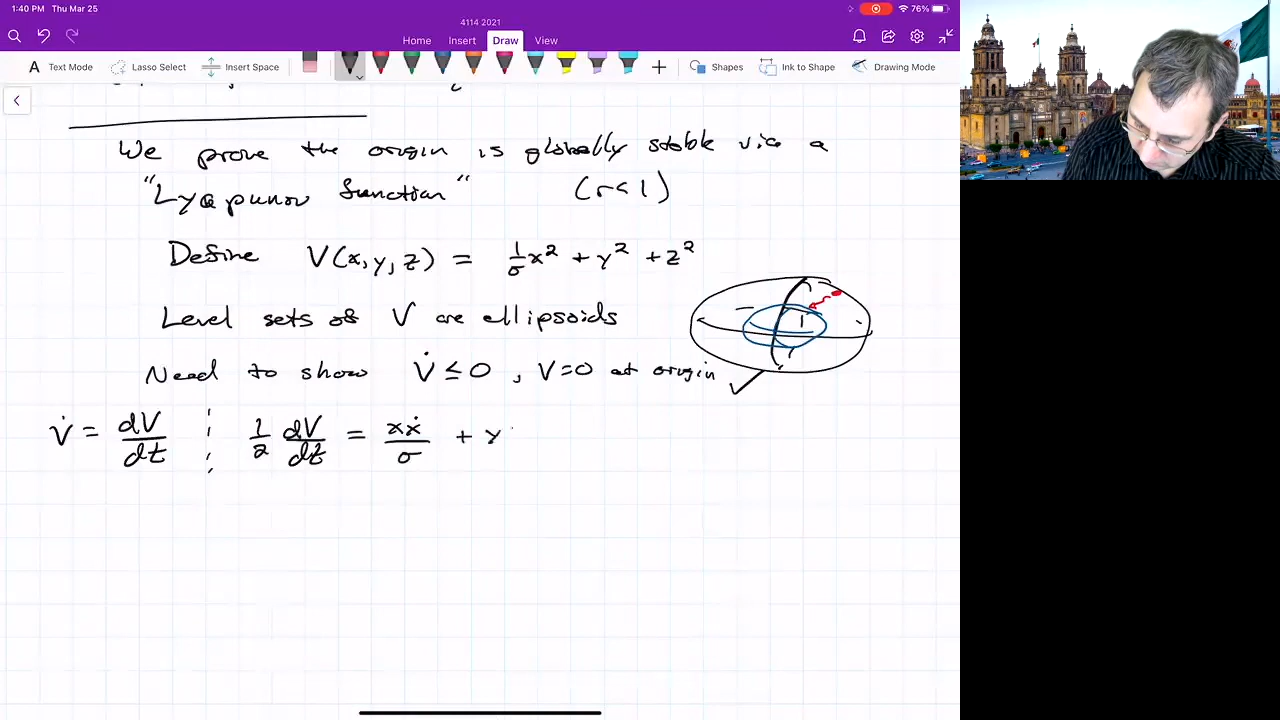 1:40 PM Thu Mar 25
76%
4114 2021
Home Insert Draw View
Text Mode Lasso Select Insert Space Shapes Ink to Shape Drawing Mode
We prove the origin is globally stable via a
"Lyapunov function" (r<1)
Define V(x,y,z) = 1/σ x² + y² + z²
Level sets of V are ellipsoids
Need to show V̇ ≤ 0 , V=0 at origin ✓
V̇ = dV/dt ¦ 1/2 dV/dt = xẋ/σ + y